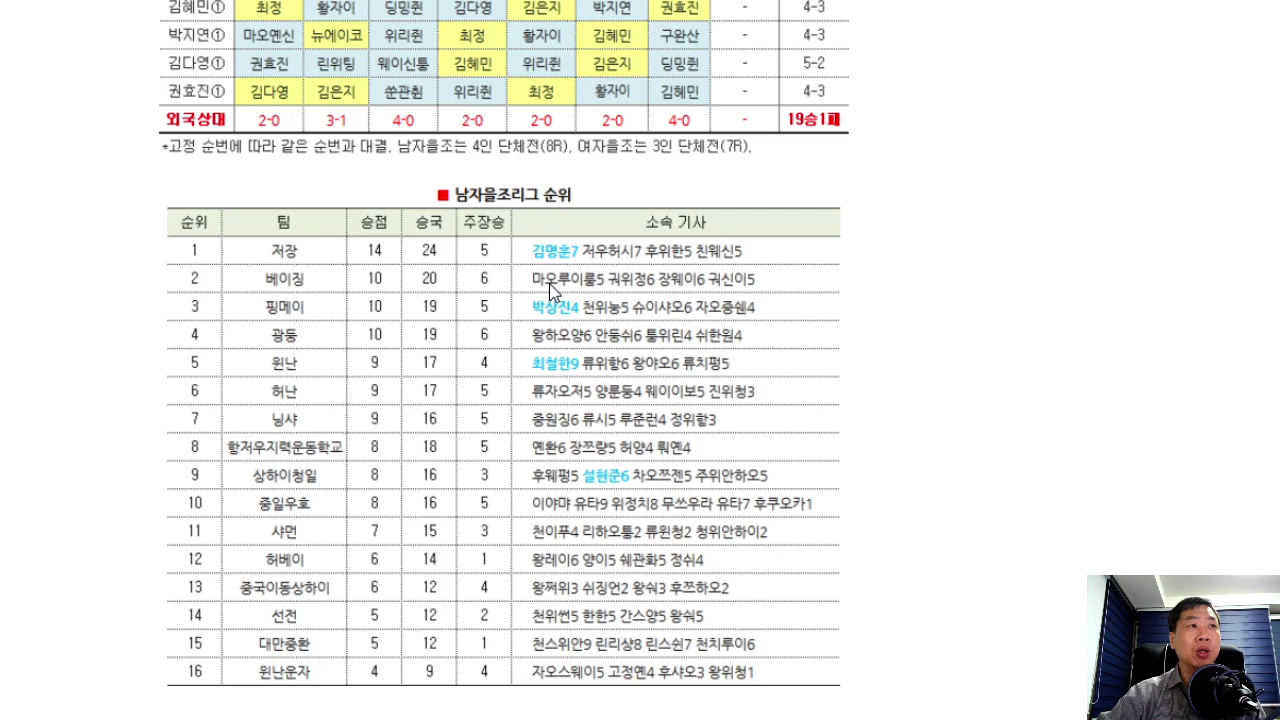 김혜민① 최정 황자이 딩밍쥔 김다영 김은지 박지연 권효진 - 4-3
박지연① 마오옌신 뉴에이코 위리쥔 최정 황자이 김혜민 구완산 - 4-3
김다영① 권효진 린위팅 웨이신퉁 김혜민 위리쥔 김은지 딩밍쥔 - 5-2
권효진① 김다영 김은지 쑨관췬 위리쥔 최정 황자이 김혜민 - 4-3
외국상대 2-0 3-1 4-0 2-0 2-0 2-0 4-0 - 19승1패
*고정 순번에 따라 같은 순번과 대결, 남자을조는 4인 단체전(8R), 여자을조는 3인 단체전(7R),
■ 남자을조리그 순위
순위 팀 승점 승국 주장승 소속 기사
1 저장 14 24 5 김명훈7 저우허시7 후위한5 친웨신5
2 베이징 10 20 6 마오루이룽5 궈위정6 장웨이6 궈신이5
3 핑메이 10 19 5 박상진4 천위눙5 슈이샤오6 자오중쉔4
4 광둥 10 19 6 왕하오양6 안둥쉬6 퉁위린4 쉬한원4
5 윈난 9 17 4 최철한9 류위항6 왕야오6 류치펑5
6 허난 9 17 5 류자오저5 양룬둥4 웨이이보5 진위청3
7 닝샤 9 16 5 중원징6 류시5 루준런4 정위항3
8 항저우지력운동학교 8 18 5 옌환6 장쯔량5 허양4 뤄옌4
9 상하이청일 8 16 3 후웨펑5 설현준6 차오쯔젠5 주위안하오5
10 중일우호 8 16 5 이야먀 유타9 위정치8 무쓰우라 유타7 후쿠오카1
11 샤먼 7 15 3 천이푸4 리하오퉁2 류윈청2 청위안하이2
12 허베이 6 14 1 왕레이6 양이5 쉐관화5 정쉬4
13 중국이동상하이 6 12 4 왕쩌위3 쉬징언2 왕숴3 후쯔하오2
14 선전 5 12 2 천위썬5 한한5 간스양5 왕숴5
15 대만중환 5 12 1 천스위안9 린리샹8 린스쉰7 천치루이6
16 윈난운자 4 9 4 자오스웨이5 고정옌4 후샤오3 왕위청1